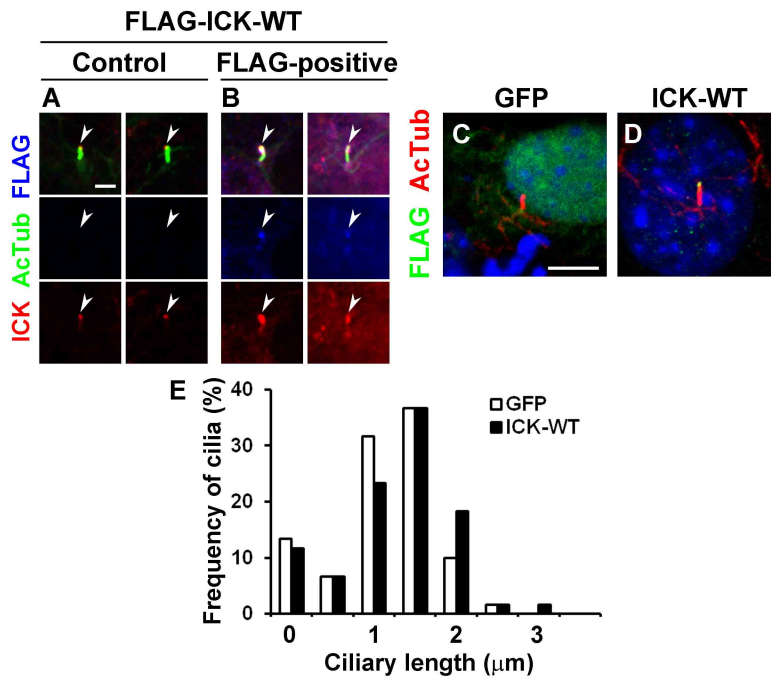 FLAG-ICK-WT
Control FLAG-positive
A B
GFP ICK-WT
C D
ICK AcTub FLAG
FLAG AcTub
E
Frequency of cilia (%)
40
30
20
10
0
GFP
ICK-WT
0 1 2 3
Ciliary length (μm)